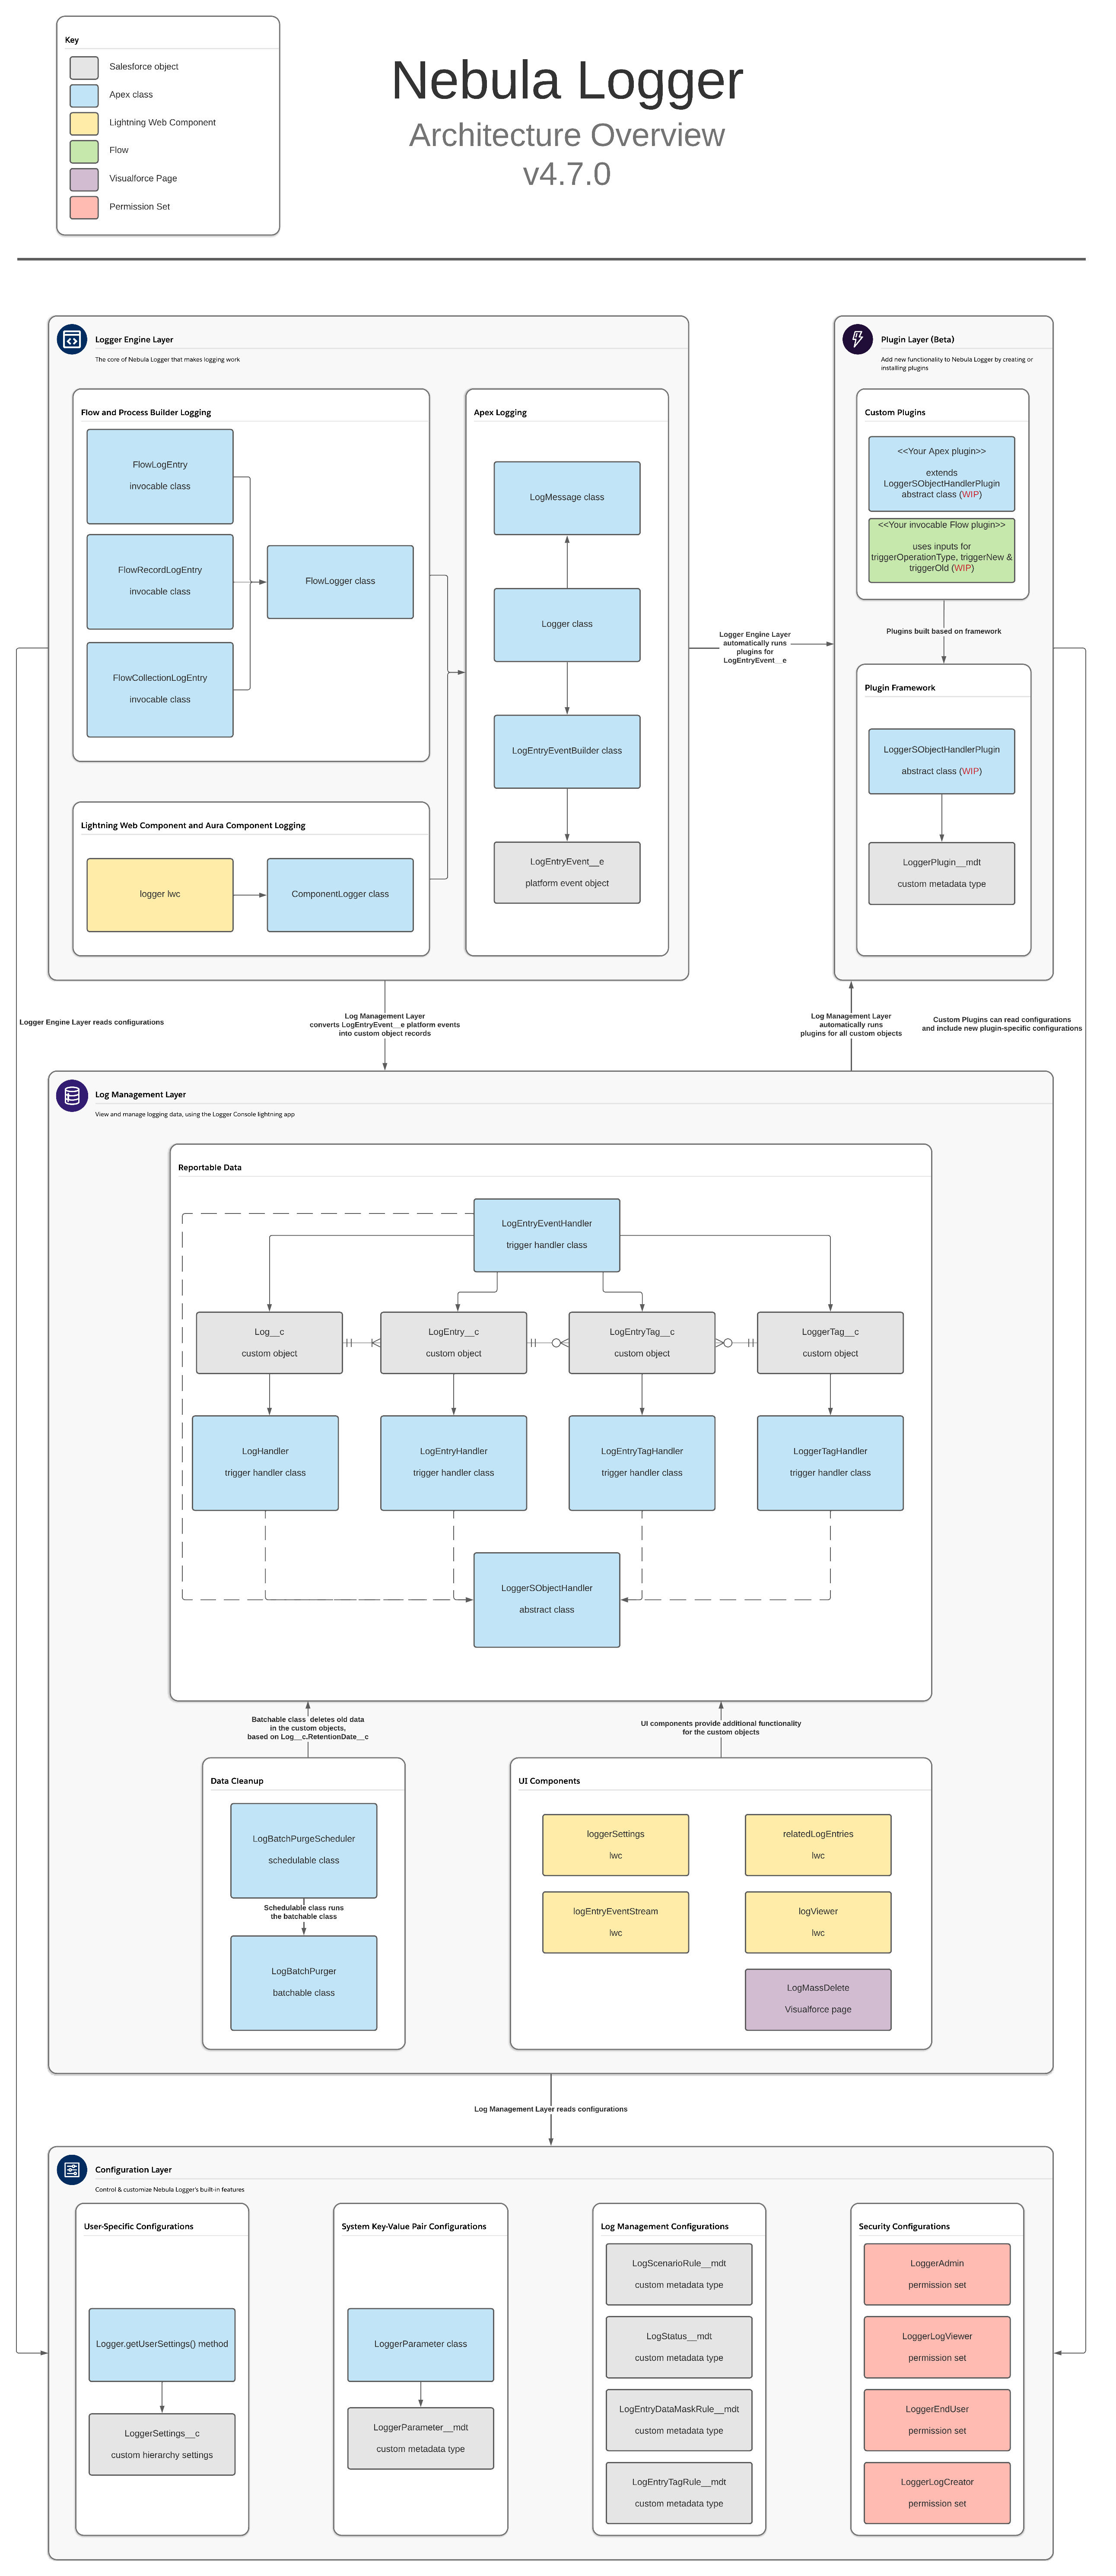 Key
Salesforce object
Apex class
Lightning Web Component
Flow
Visualforce Page
Permission Set
Nebula Logger
Architecture Overview
v4.7.0
Logger Engine Layer
The core of Nebula Logger that makes logging work
Flow and Process Builder Logging
FlowLogEntry
invocable class
FlowRecordLogEntry
invocable class
FlowCollectionLogEntry
invocable class
FlowLogger class
Lightning Web Component and Aura Component Logging
logger lwc
ComponentLogger class
Apex Logging
LogMessage class
Logger class
LogEntryEventBuilder class
LogEntryEvent__e
platform event object
Logger Engine Layer
automatically runs
plugins for
LogEntryEvent__e
Plugin Layer (Beta)
Add new functionality to Nebula Logger by creating or
installing plugins
Custom Plugins
<<Your Apex plugin>>
extends
LoggerSObjectHandlerPlugin
abstract class (WIP)
<<Your invocable Flow plugin>>
uses inputs for
triggerOperationType, triggerNew &
triggerOld (WIP)
Plugins built based on framework
Plugin Framework
LoggerSObjectHandlerPlugin
abstract class (WIP)
LoggerPlugin__mdt
custom metadata type
Logger Engine Layer reads configurations
Log Management Layer
converts LogEntryEvent__e platform events
into custom object records
Log Management Layer
automatically runs
plugins for all custom objects
Custom Plugins can read configurations
and include new plugin-specific configurations
Log Management Layer
View and manage logging data, using the Logger Console lightning app
Reportable Data
LogEntryEventHandler
trigger handler class
Log__c
custom object
LogEntry__c
custom object
LogEntryTag__c
custom object
LoggerTag__c
custom object
LogHandler
trigger handler class
LogEntryHandler
trigger handler class
LogEntryTagHandler
trigger handler class
LoggerTagHandler
trigger handler class
LoggerSObjectHandler
abstract class
Batchable class  deletes old data
in the custom objects,
based on Log__c.RetentionDate__c
UI components provide additional functionality
for the custom objects
Data Cleanup
LogBatchPurgeScheduler
schedulable class
Schedulable class runs
the batchable class
LogBatchPurger
batchable class
UI Components
loggerSettings
lwc
relatedLogEntries
lwc
logEntryEventStream
lwc
logViewer
lwc
LogMassDelete
Visualforce page
Log Management Layer reads configurations
Configuration Layer
Control & customize Nebula Logger's built-in features
User-Specific Configurations
Logger.getUserSettings() method
LoggerSettings__c
custom hierarchy settings
System Key-Value Pair Configurations
LoggerParameter class
LoggerParameter__mdt
custom metadata type
Log Management Configurations
LogScenarioRule__mdt
custom metadata type
LogStatus__mdt
custom metadata type
LogEntryDataMaskRule__mdt
custom metadata type
LogEntryTagRule__mdt
custom metadata type
Security Configurations
LoggerAdmin
permission set
LoggerLogViewer
permission set
LoggerEndUser
permission set
LoggerLogCreator
permission set